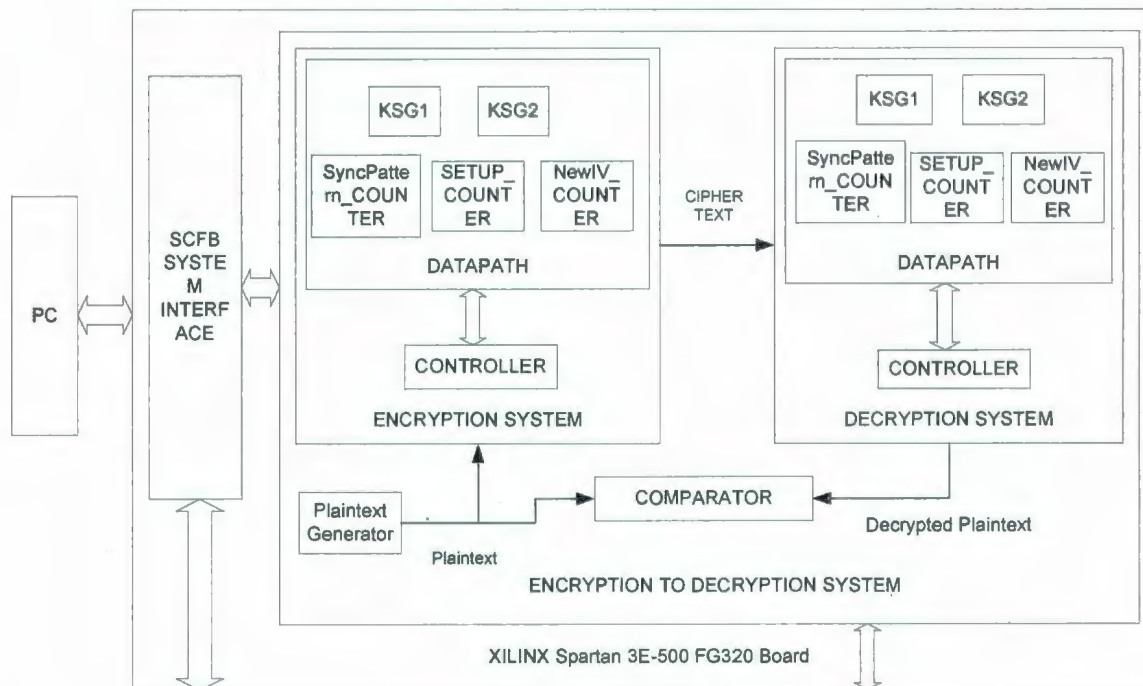 KSG1
KSG2
SyncPatte
rn_COUN
TER
SETUP_
COUNT
ER
NewIV_
COUNT
ER
DATAPATH
CONTROLLER
ENCRYPTION SYSTEM
CIPHER
TEXT
KSG1
KSG2
SyncPatte
rn_COUN
TER
SETUP_
COUNT
ER
NewIV_
COUNT
ER
DATAPATH
CONTROLLER
DECRYPTION SYSTEM
PC
SCFB
SYSTE
M
INTERF
ACE
Plaintext
Generator
Plaintext
COMPARATOR
Decrypted Plaintext
ENCRYPTION TO DECRYPTION SYSTEM
XILINX Spartan 3E-500 FG320 Board